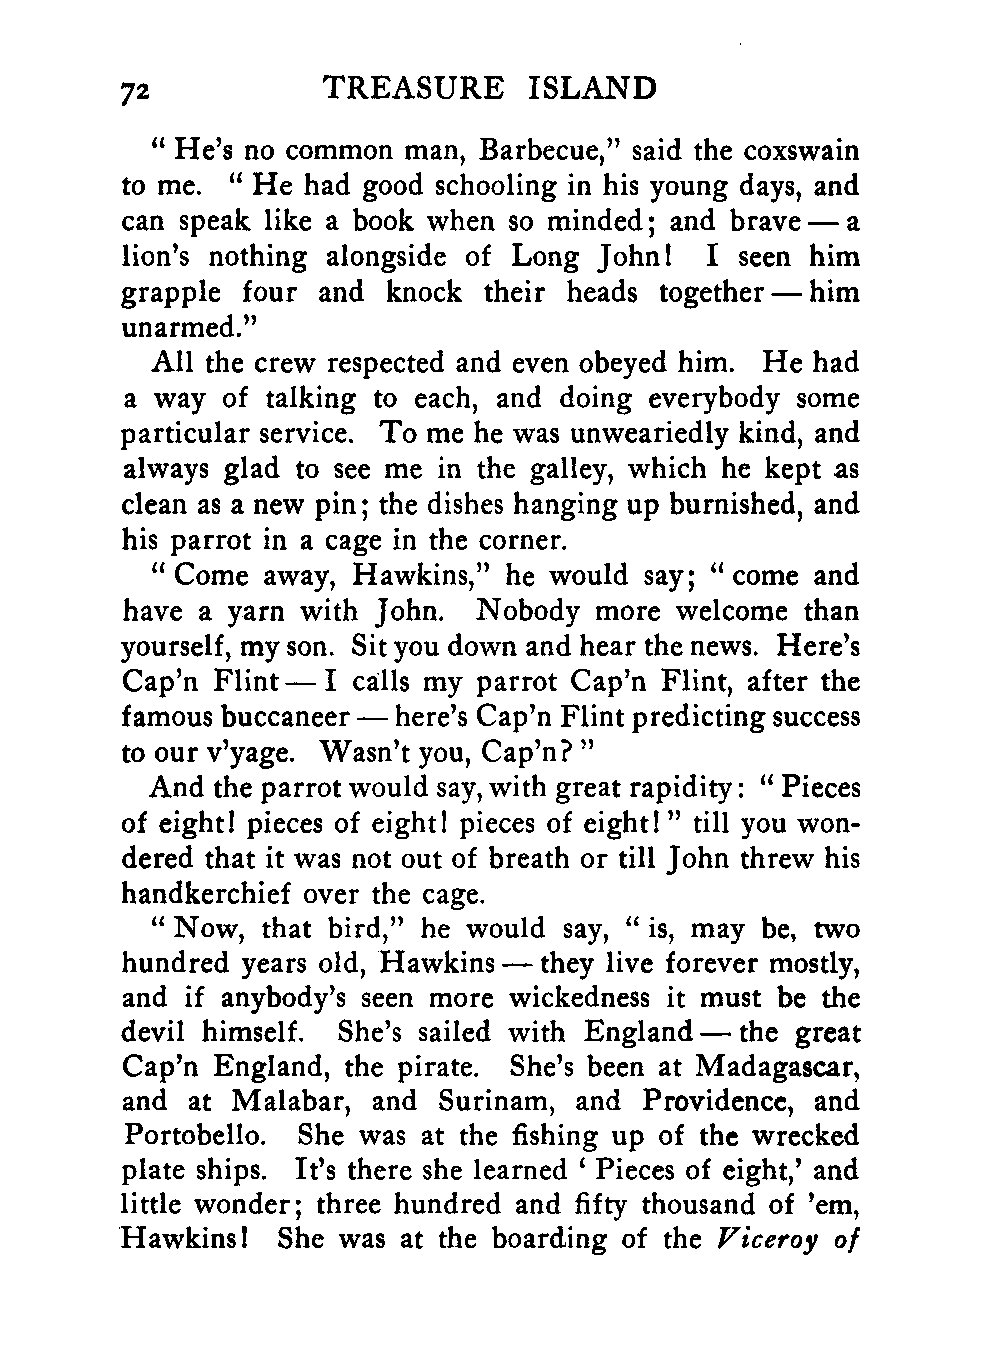 72 TREASURE ISLAND
“ He’s no common man, Barbecue,” said the coxswain
to me. “ He had good schooling in his young days, and
can speak like a book when so minded; and brave — a
lion’s nothing alongside of Long John! I seen him
grapple four and knock their heads together — him
unarmed.”
All the crew respected and even obeyed him. He had
a way of talking to each, and doing everybody some
particular service. To me he was unweariedly kind, and
always glad to see me in the galley, which he kept as
clean as a new pin; the dishes hanging up burnished, and
his parrot in a cage in the corner.
“ Come away, Hawkins,” he would say; “ come and
have a yarn with John. Nobody more welcome than
yourself, my son. Sit you down and hear the news. Here’s
Cap’n Flint — I calls my parrot Cap’n Flint, after the
famous buccaneer — here’s Cap’n Flint predicting success
to our v’yage. Wasn’t you, Cap’n? ”
And the parrot would say, with great rapidity: “ Pieces
of eight! pieces of eight! pieces of eight! ” till you won-
dered that it was not out of breath or till John threw his
handkerchief over the cage.
“ Now, that bird,” he would say, “ is, may be, two
hundred years old, Hawkins — they live forever mostly,
and if anybody’s seen more wickedness it must be the
devil himself. She’s sailed with England — the great
Cap’n England, the pirate. She’s been at Madagascar,
and at Malabar, and Surinam, and Providence, and
Portobello. She was at the fishing up of the wrecked
plate ships. It’s there she learned ‘ Pieces of eight,’ and
little wonder; three hundred and fifty thousand of ’em,
Hawkins! She was at the boarding of the Viceroy of